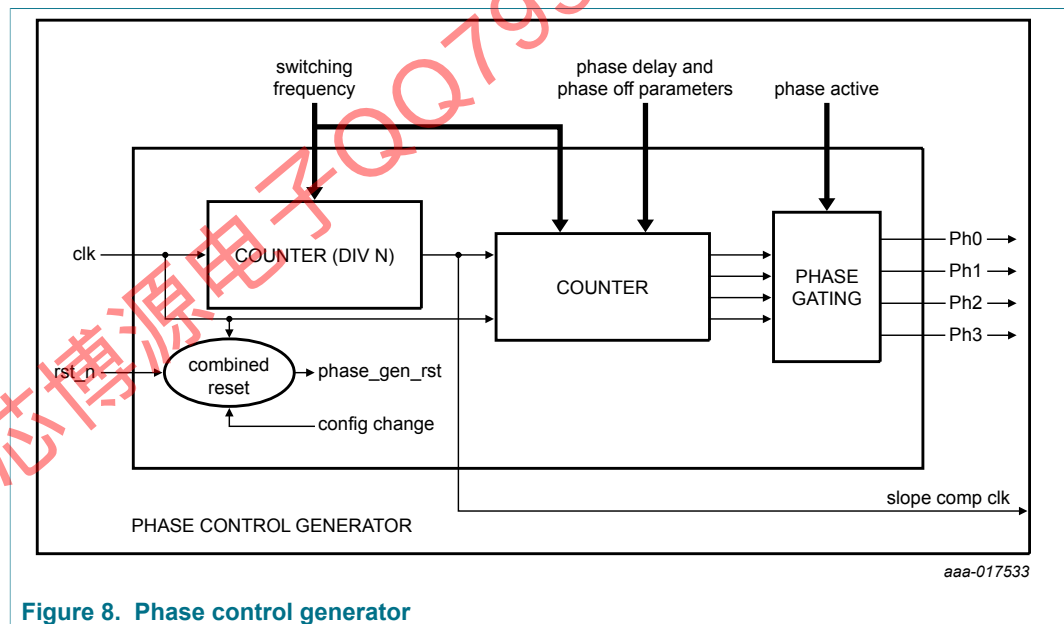 芯博源电子QQ795
switching
frequency
phase delay and
phase off parameters
phase active
clk
COUNTER (DIV N)
COUNTER
PHASE
GATING
Ph0
Ph1
Ph2
Ph3
rst_n
combined
reset
phase_gen_rst
config change
slope comp clk
PHASE CONTROL GENERATOR
aaa-017533
Figure 8. Phase control generator